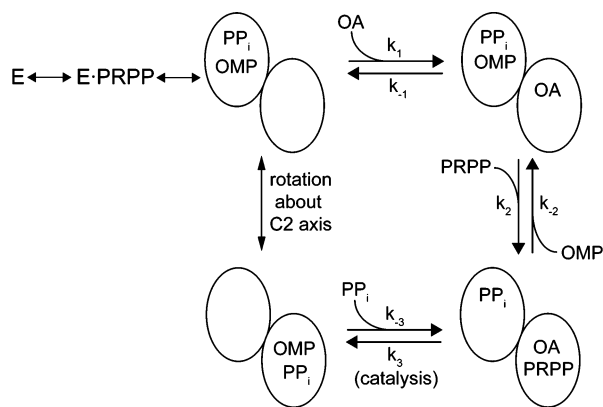 PPi
OMP
OA
k1
k-1
PPi
OMP
OA
E
E·PRPP
rotation
about
C2 axis
PRPP
k2
k-2
OMP
OMP
PPi
PPi
k-3
k3
(catalysis)
PPi
OA
PRPP